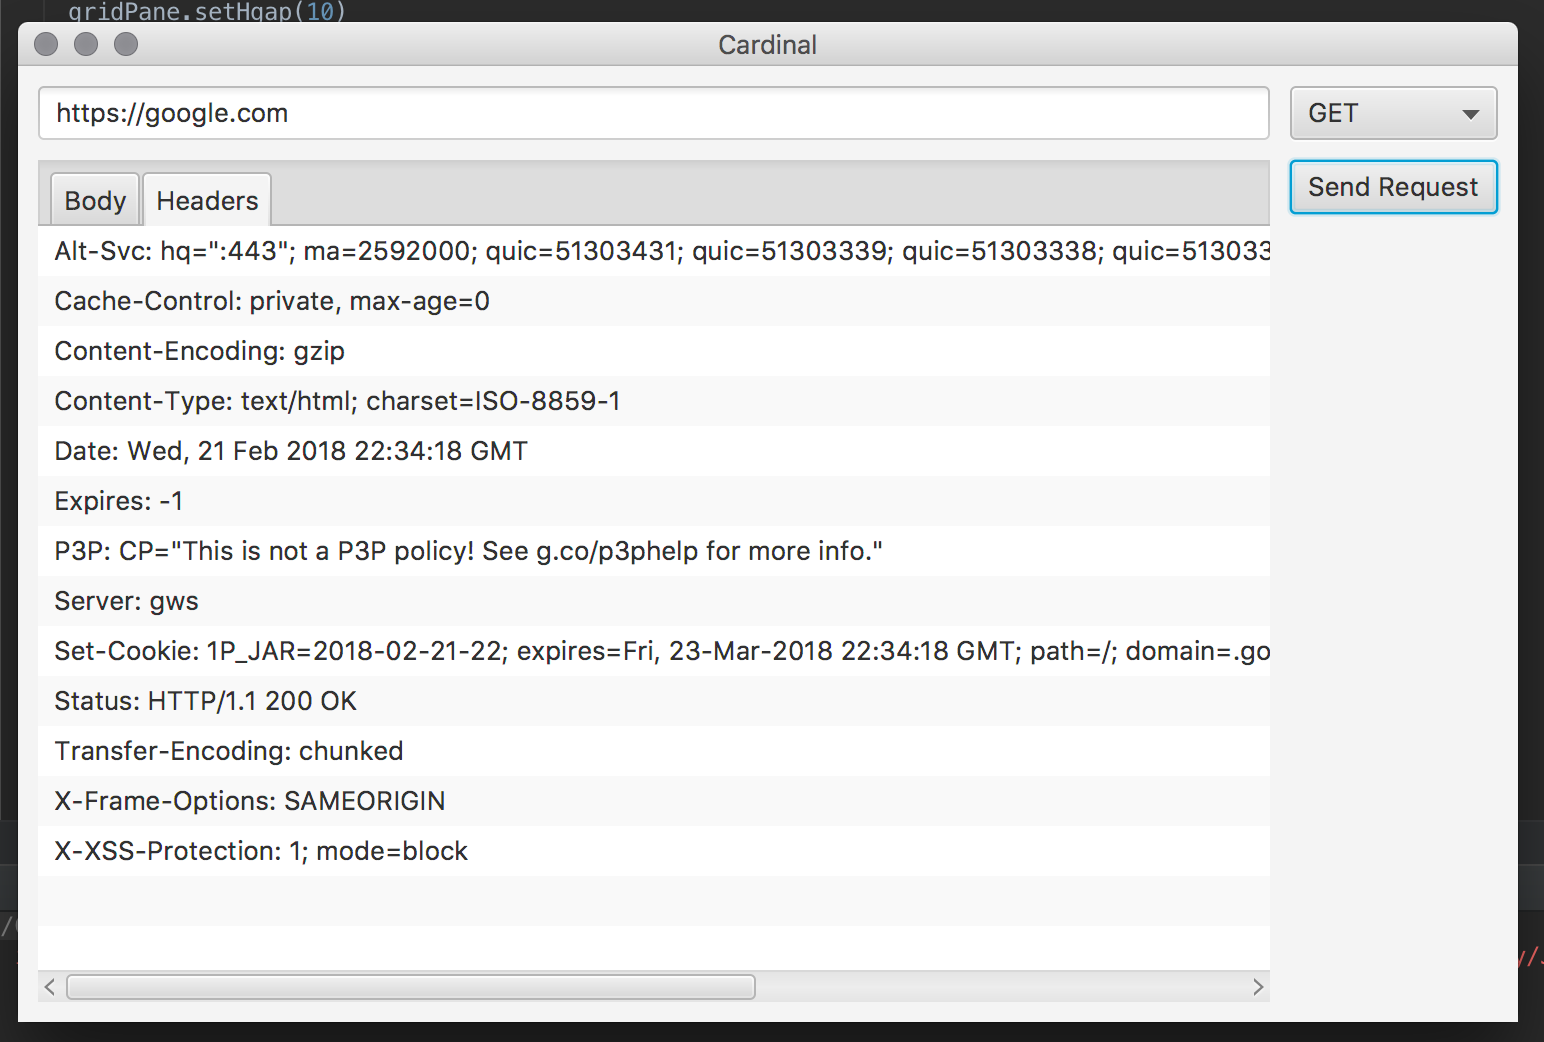 gridPane.setHgap(10)
Cardinal
https://google.com
GET
Body
Headers
Send Request
Alt-Svc: hq=":443"; ma=2592000; quic=51303431; quic=51303339; quic=51303338; quic=513033
Cache-Control: private, max-age=0
Content-Encoding: gzip
Content-Type: text/html; charset=ISO-8859-1
Date: Wed, 21 Feb 2018 22:34:18 GMT
Expires: -1
P3P: CP="This is not a P3P policy! See g.co/p3phelp for more info."
Server: gws
Set-Cookie: 1P_JAR=2018-02-21-22; expires=Fri, 23-Mar-2018 22:34:18 GMT; path=/; domain=.go
Status: HTTP/1.1 200 OK
Transfer-Encoding: chunked
X-Frame-Options: SAMEORIGIN
X-XSS-Protection: 1; mode=block